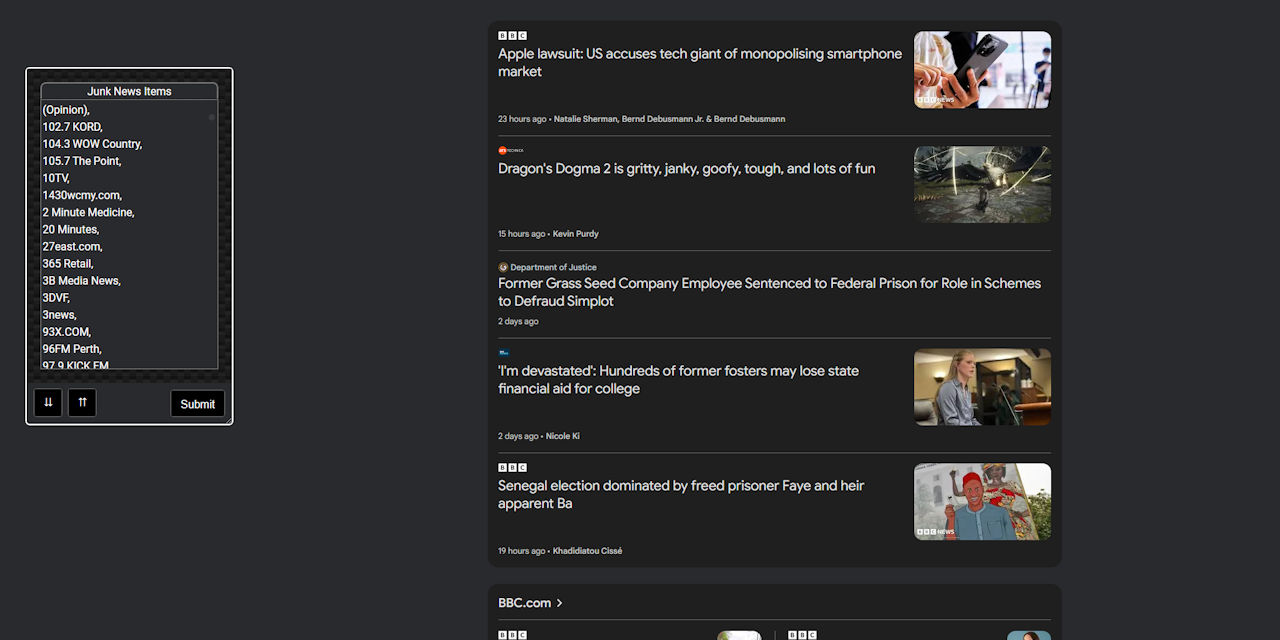 Junk News Items
(Opinion),
102.7 KORD,
104.3 WOW Country,
105.7 The Point,
10TV,
1430wcmy.com,
2 Minute Medicine,
20 Minutes,
27east.com,
365 Retail,
3B Media News,
3DVF,
3news,
93X.COM,
96FM Perth,
97.9 KICK FM
Submit
BBC
Apple lawsuit: US accuses tech giant of monopolising smartphone
market
BBC NEWS
23 hours ago • Natalie Sherman, Bernd Debusmann Jr. & Bernd Debusmann
ars TECHNICA
Dragon's Dogma 2 is gritty, janky, goofy, tough, and lots of fun
15 hours ago • Kevin Purdy
Department of Justice
Former Grass Seed Company Employee Sentenced to Federal Prison for Role in Schemes
to Defraud Simplot
2 days ago
'I'm devastated': Hundreds of former fosters may lose state
financial aid for college
2 days ago • Nicole Ki
BBC
Senegal election dominated by freed prisoner Faye and heir
apparent Ba
BBC NEWS
19 hours ago • Khadidiatou Cissé
BBC.com >
BBC
BBC